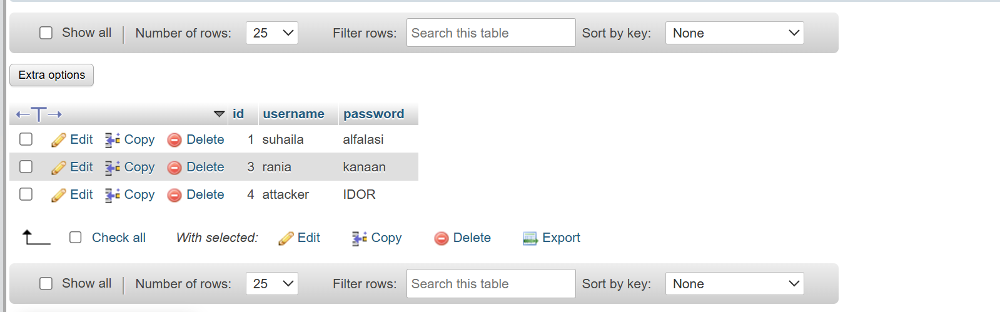 Show all Number of rows: 25 Filter rows: Search this table Sort by key: None
Extra options
id username password
Edit Copy Delete 1 suhaila alfalasi
Edit Copy Delete 3 rania kanaan
Edit Copy Delete 4 attacker IDOR
Check all With selected: Edit Copy Delete Export
Show all Number of rows: 25 Filter rows: Search this table Sort by key: None